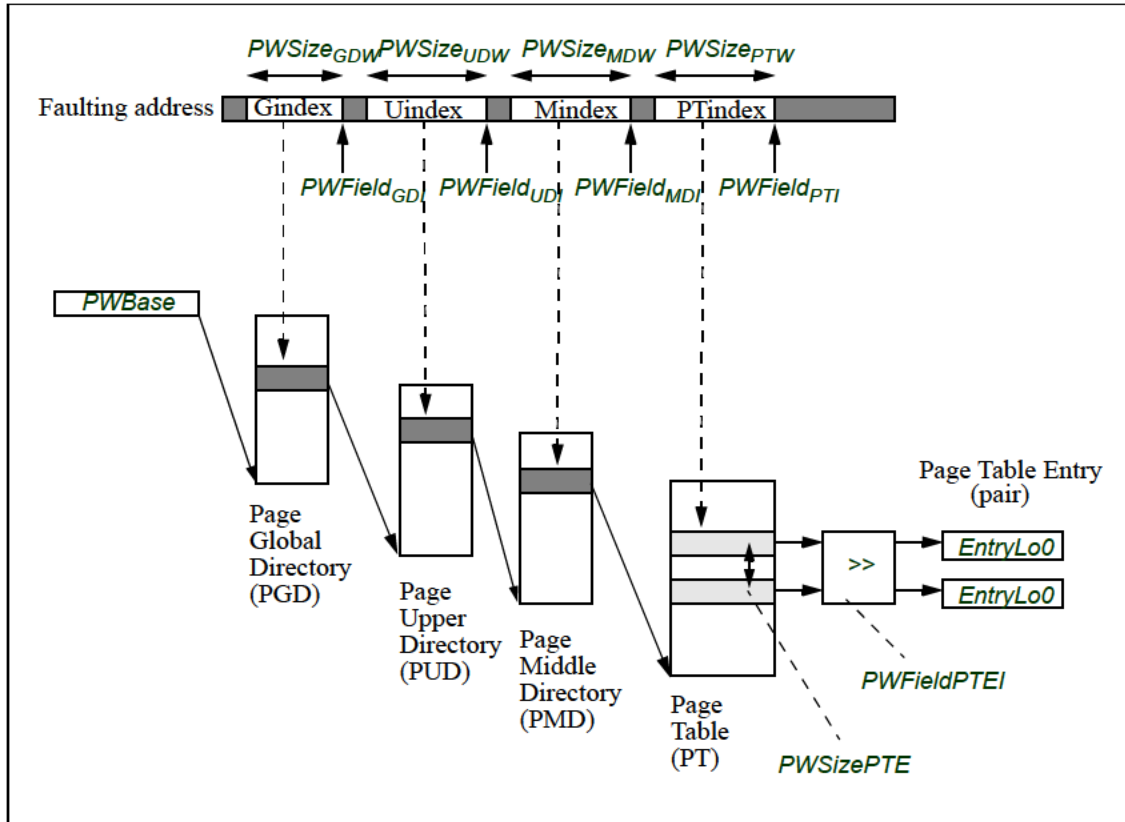 PWSizeGDW PWSizeUDW PWSizeMDW PWSizePTW
Faulting address Gindex Uindex Mindex PTindex
PWFieldGDI PWFieldUDI PWFieldMDI PWFieldPTI
PWBase
Page
Global
Directory
(PGD)
Page
Upper
Directory
(PUD)
Page
Middle
Directory
(PMD)
Page
Table
(PT)
Page Table Entry
(pair)
>>
EntryLo0
EntryLo0
PWFieldPTEI
PWSizePTE